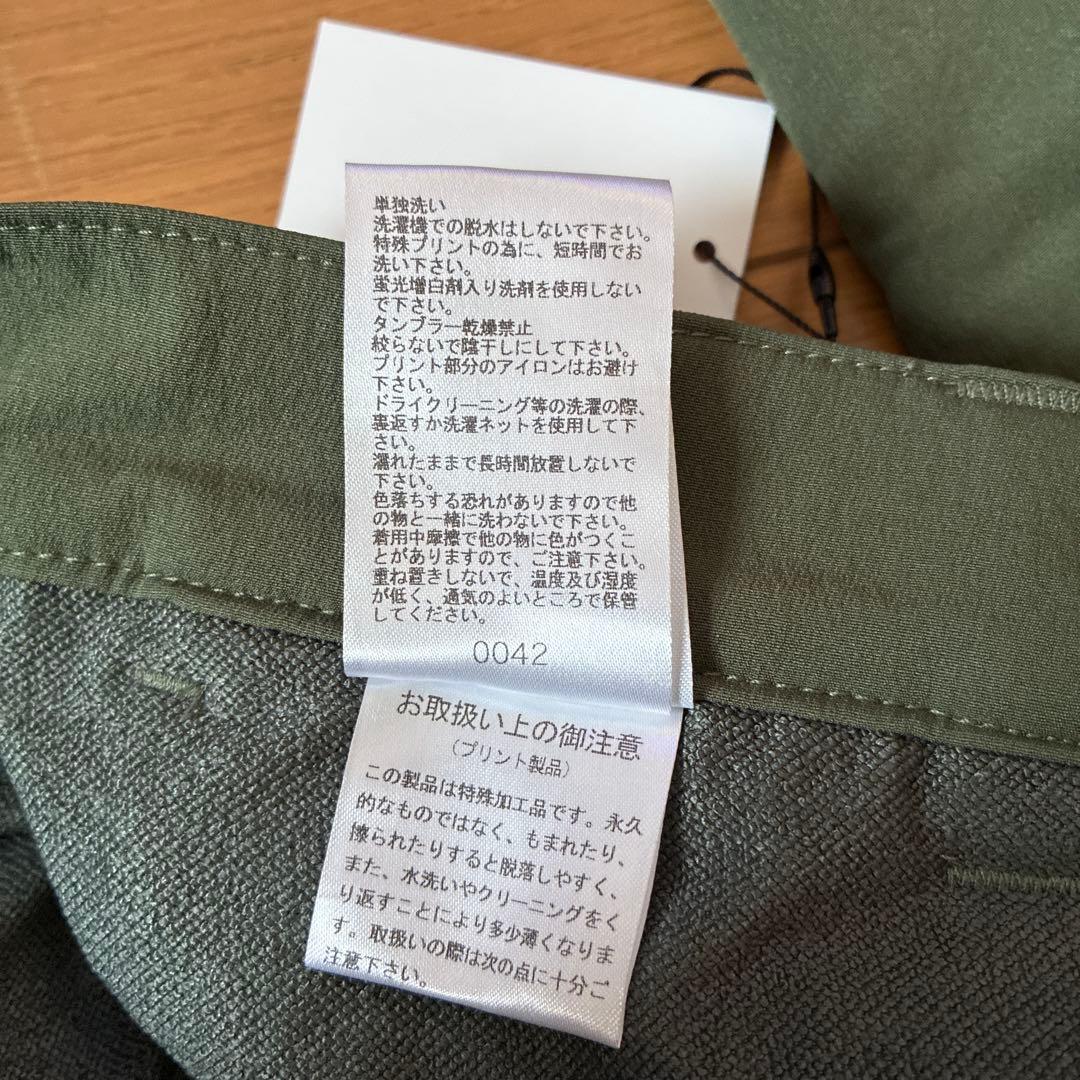 単独洗い
洗濯機での脱水はしないで下さい。
特殊プリントの為に、短時間でお
洗い下さい。
蛍光増白剤入り洗剤を使用しない
で下さい。
タンブラー乾燥禁止
絞らないで陰干しにして下さい。
プリント部分のアイロンはお避け
下さい。
ドライクリーニング等の洗濯の際、
裏返すか洗濯ネットを使用して下
さい。
濡れたままで長時間放置しないで
下さい。
色落ちする恐れがありますので他
の物と一緒に洗わないで下さい。
着用中摩擦で他の物に色がつくこ
とがありますので、ご注意下さい。
重ね置きしないで、温度及び湿度
が低く、通気のよいところで保管
してください。
0042
お取扱い上の御注意
（プリント製品）
この製品は特殊加工品です。永久
的なものではなく、もまれたり、
擦られたりすると脱落しやすく、
また、水洗いやクリーニングをく
り返すことにより多少薄くなりま
す。取扱いの際は次の点に十分ご
注意下さい。